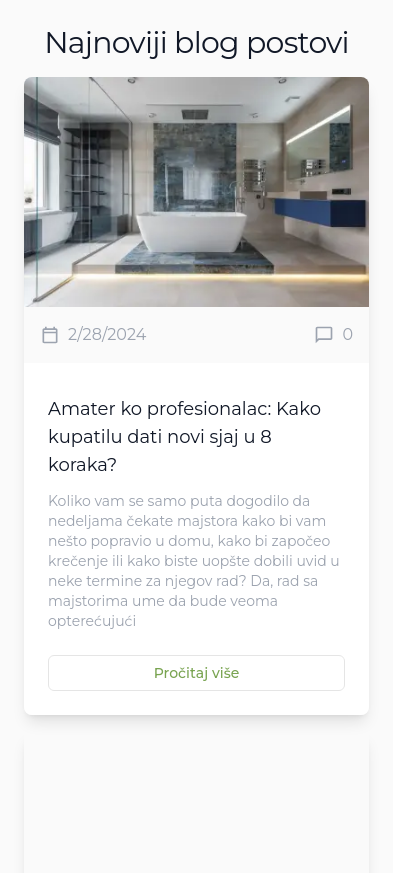 Najnoviji blog postovi
2/28/2024
0
Amater ko profesionalac: Kako
kupatilu dati novi sjaj u 8
koraka?
Koliko vam se samo puta dogodilo da
nedeljama čekate majstora kako bi vam
nešto popravio u domu, kako bi započeo
krečenje ili kako biste uopšte dobili uvid u
neke termine za njegov rad? Da, rad sa
majstorima ume da bude veoma
opterećujući
Pročitaj više